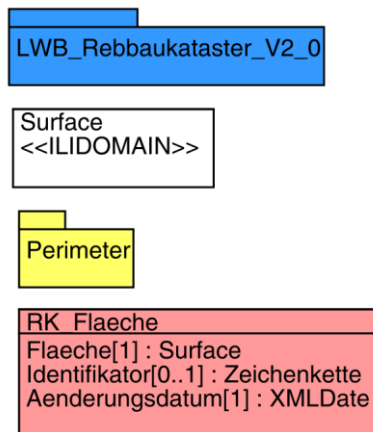 LWB_Rebbaukataster_V2_0
Surface
<<ILIDOMAIN>>
Perimeter
RK_Flaeche
Flaeche[1] : Surface
Identifikator[0..1] : Zeichenkette
Aenderungsdatum[1] : XMLDate